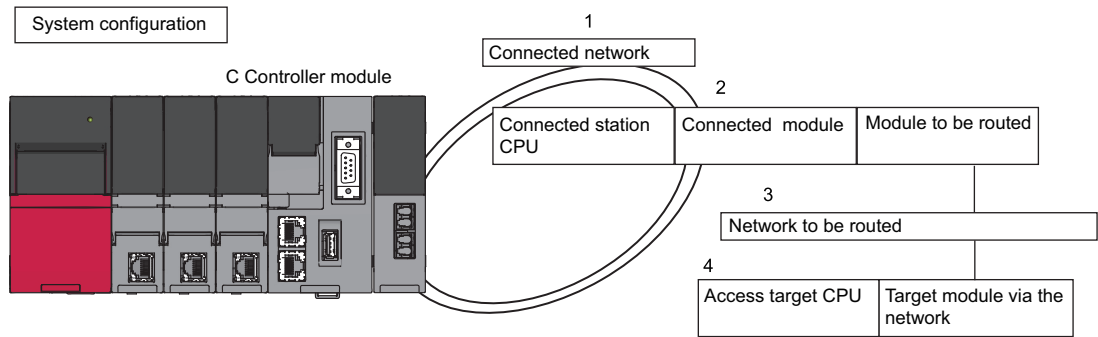 System configuration
1
Connected network
C Controller module
2
Connected station
CPU
Connected module
Module to be routed
3
Network to be routed
4
Access target CPU
Target module via the
network